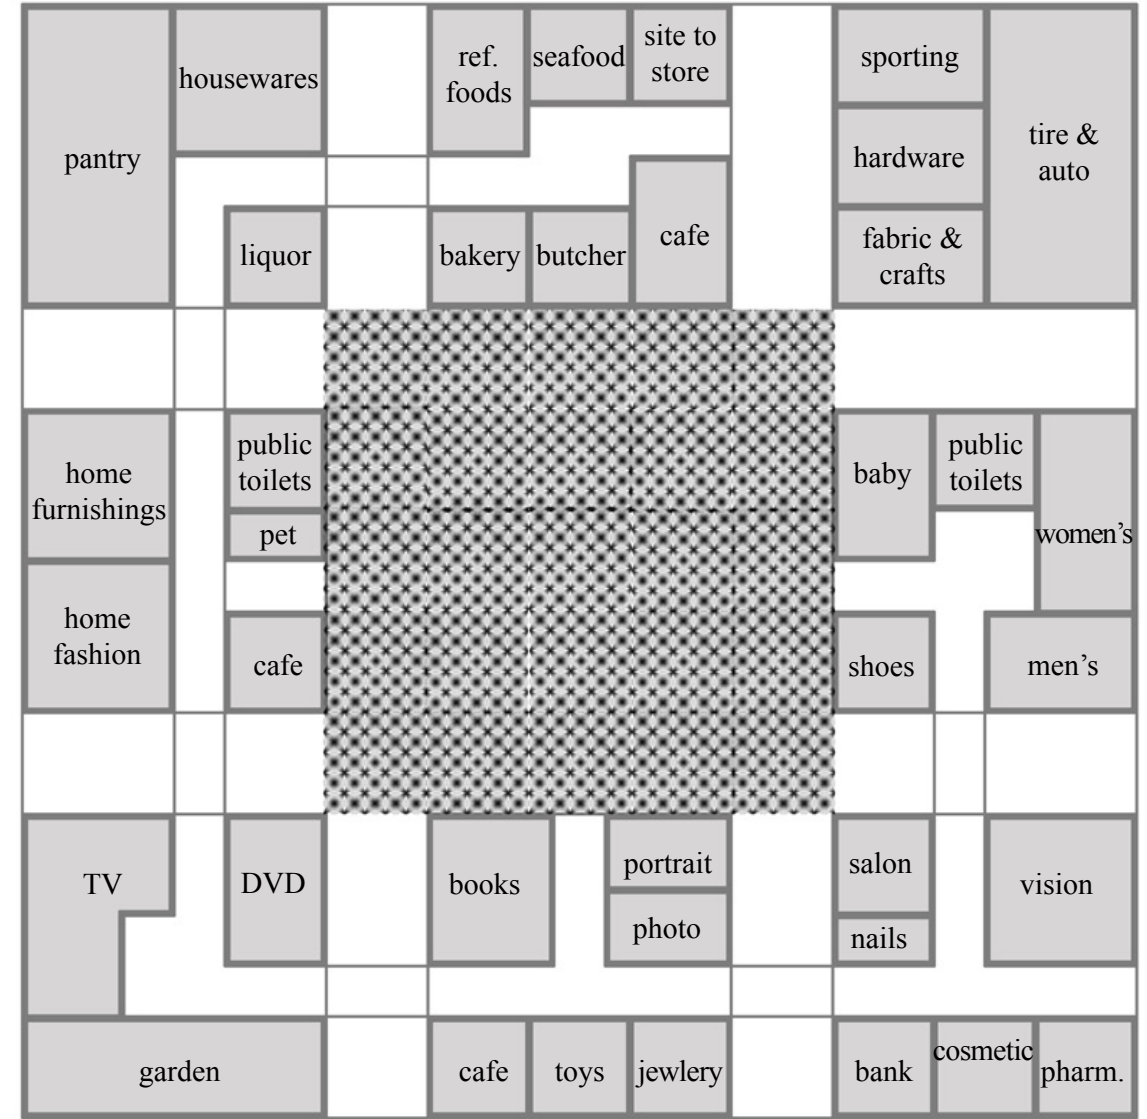 pantry
housewares
ref.
foods
seafood
site to
store
sporting
tire &
auto
hardware
liquor
bakery
butcher
cafe
fabric &
crafts
home
furnishings
public
toilets
pet
baby
public
toilets
women's
home
fashion
cafe
shoes
men's
TV
DVD
books
portrait
photo
salon
nails
vision
garden
cafe
toys
jewlery
bank
cosmetic
pharm.